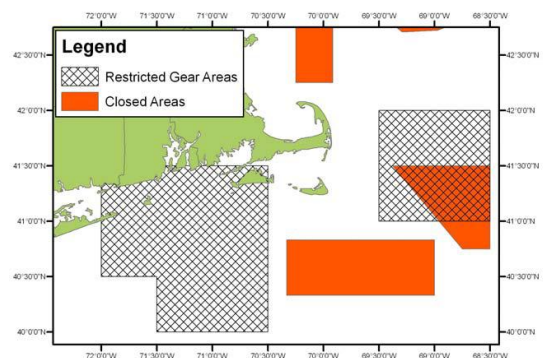 72°0'0"W 71°30'0"W 71°0'0"W 70°30'0"W 70°0'0"W 69°30'0"W 69°0'0"W 68°30'0"W
Legend
Restricted Gear Areas
Closed Areas
42°30'0"N 42°30'0"N
42°0'0"N 42°0'0"N
41°30'0"N 41°30'0"N
41°0'0"N 41°0'0"N
40°30'0"N 40°30'0"N
40°0'0"N 40°0'0"N
72°0'0"W 71°30'0"W 71°0'0"W 70°30'0"W 70°0'0"W 69°30'0"W 69°0'0"W 68°30'0"W